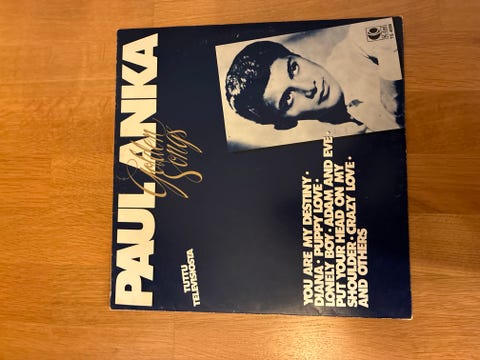 PAUL ANKA
Golden
Songs
K-tel
TUTTU
TELEVISIOSTA
YOU ARE MY DESTINY •
DIANA • PUPPY LOVE •
LONELY BOY • ADAM AND EVE •
PUT YOUR HEAD ON MY
SHOULDER • CRAZY LOVE •
AND OTHERS